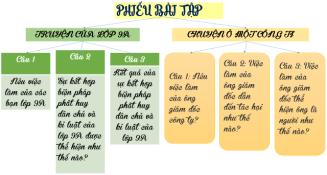 PHIẾU BÀI TẬP
TRUYỆN CỦA LỚP 9A
CHUYỆN Ở MỘT CÔNG TI
Câu 1
Nêu việc
làm của các
bạn lớp 9A
Câu 2
Sự kết hợp
biện pháp
phát huy
dân chủ và
kỉ luật của
lớp 9A được
thể hiện như
thế nào?
Câu 3
Kết quả của
sự kết hợp
biện pháp
phát huy
dân chủ và
kỉ luật của
lớp 9A
Câu 1: Nêu
việc làm
của ông
giám đốc
công ty?
Câu 2: Việc
làm của
ông giám
đốc dẫn
đến tác hại
như thế
nào?
Câu 3: Việc
làm của
ông giám
đốc thể
hiện ông là
người như
thế nào?